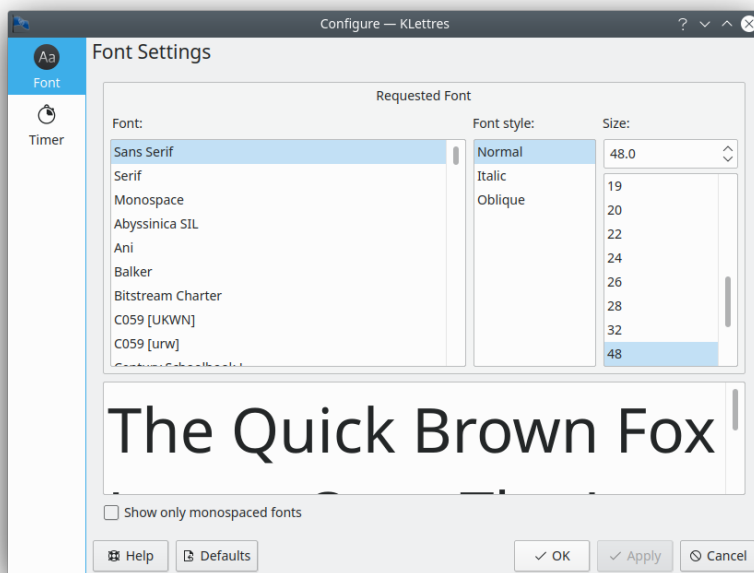 Configure — KLettres
Font
Timer
Font Settings
Requested Font
Font:
Sans Serif
Serif
Monospace
Abyssinica SIL
Ani
Balker
Bitstream Charter
C059 [UKWN]
C059 [urw]
Font style:
Normal
Italic
Oblique
Size:
48.0
19
20
22
24
26
28
32
48
The Quick Brown Fox
Show only monospaced fonts
Help
Defaults
OK
Apply
Cancel